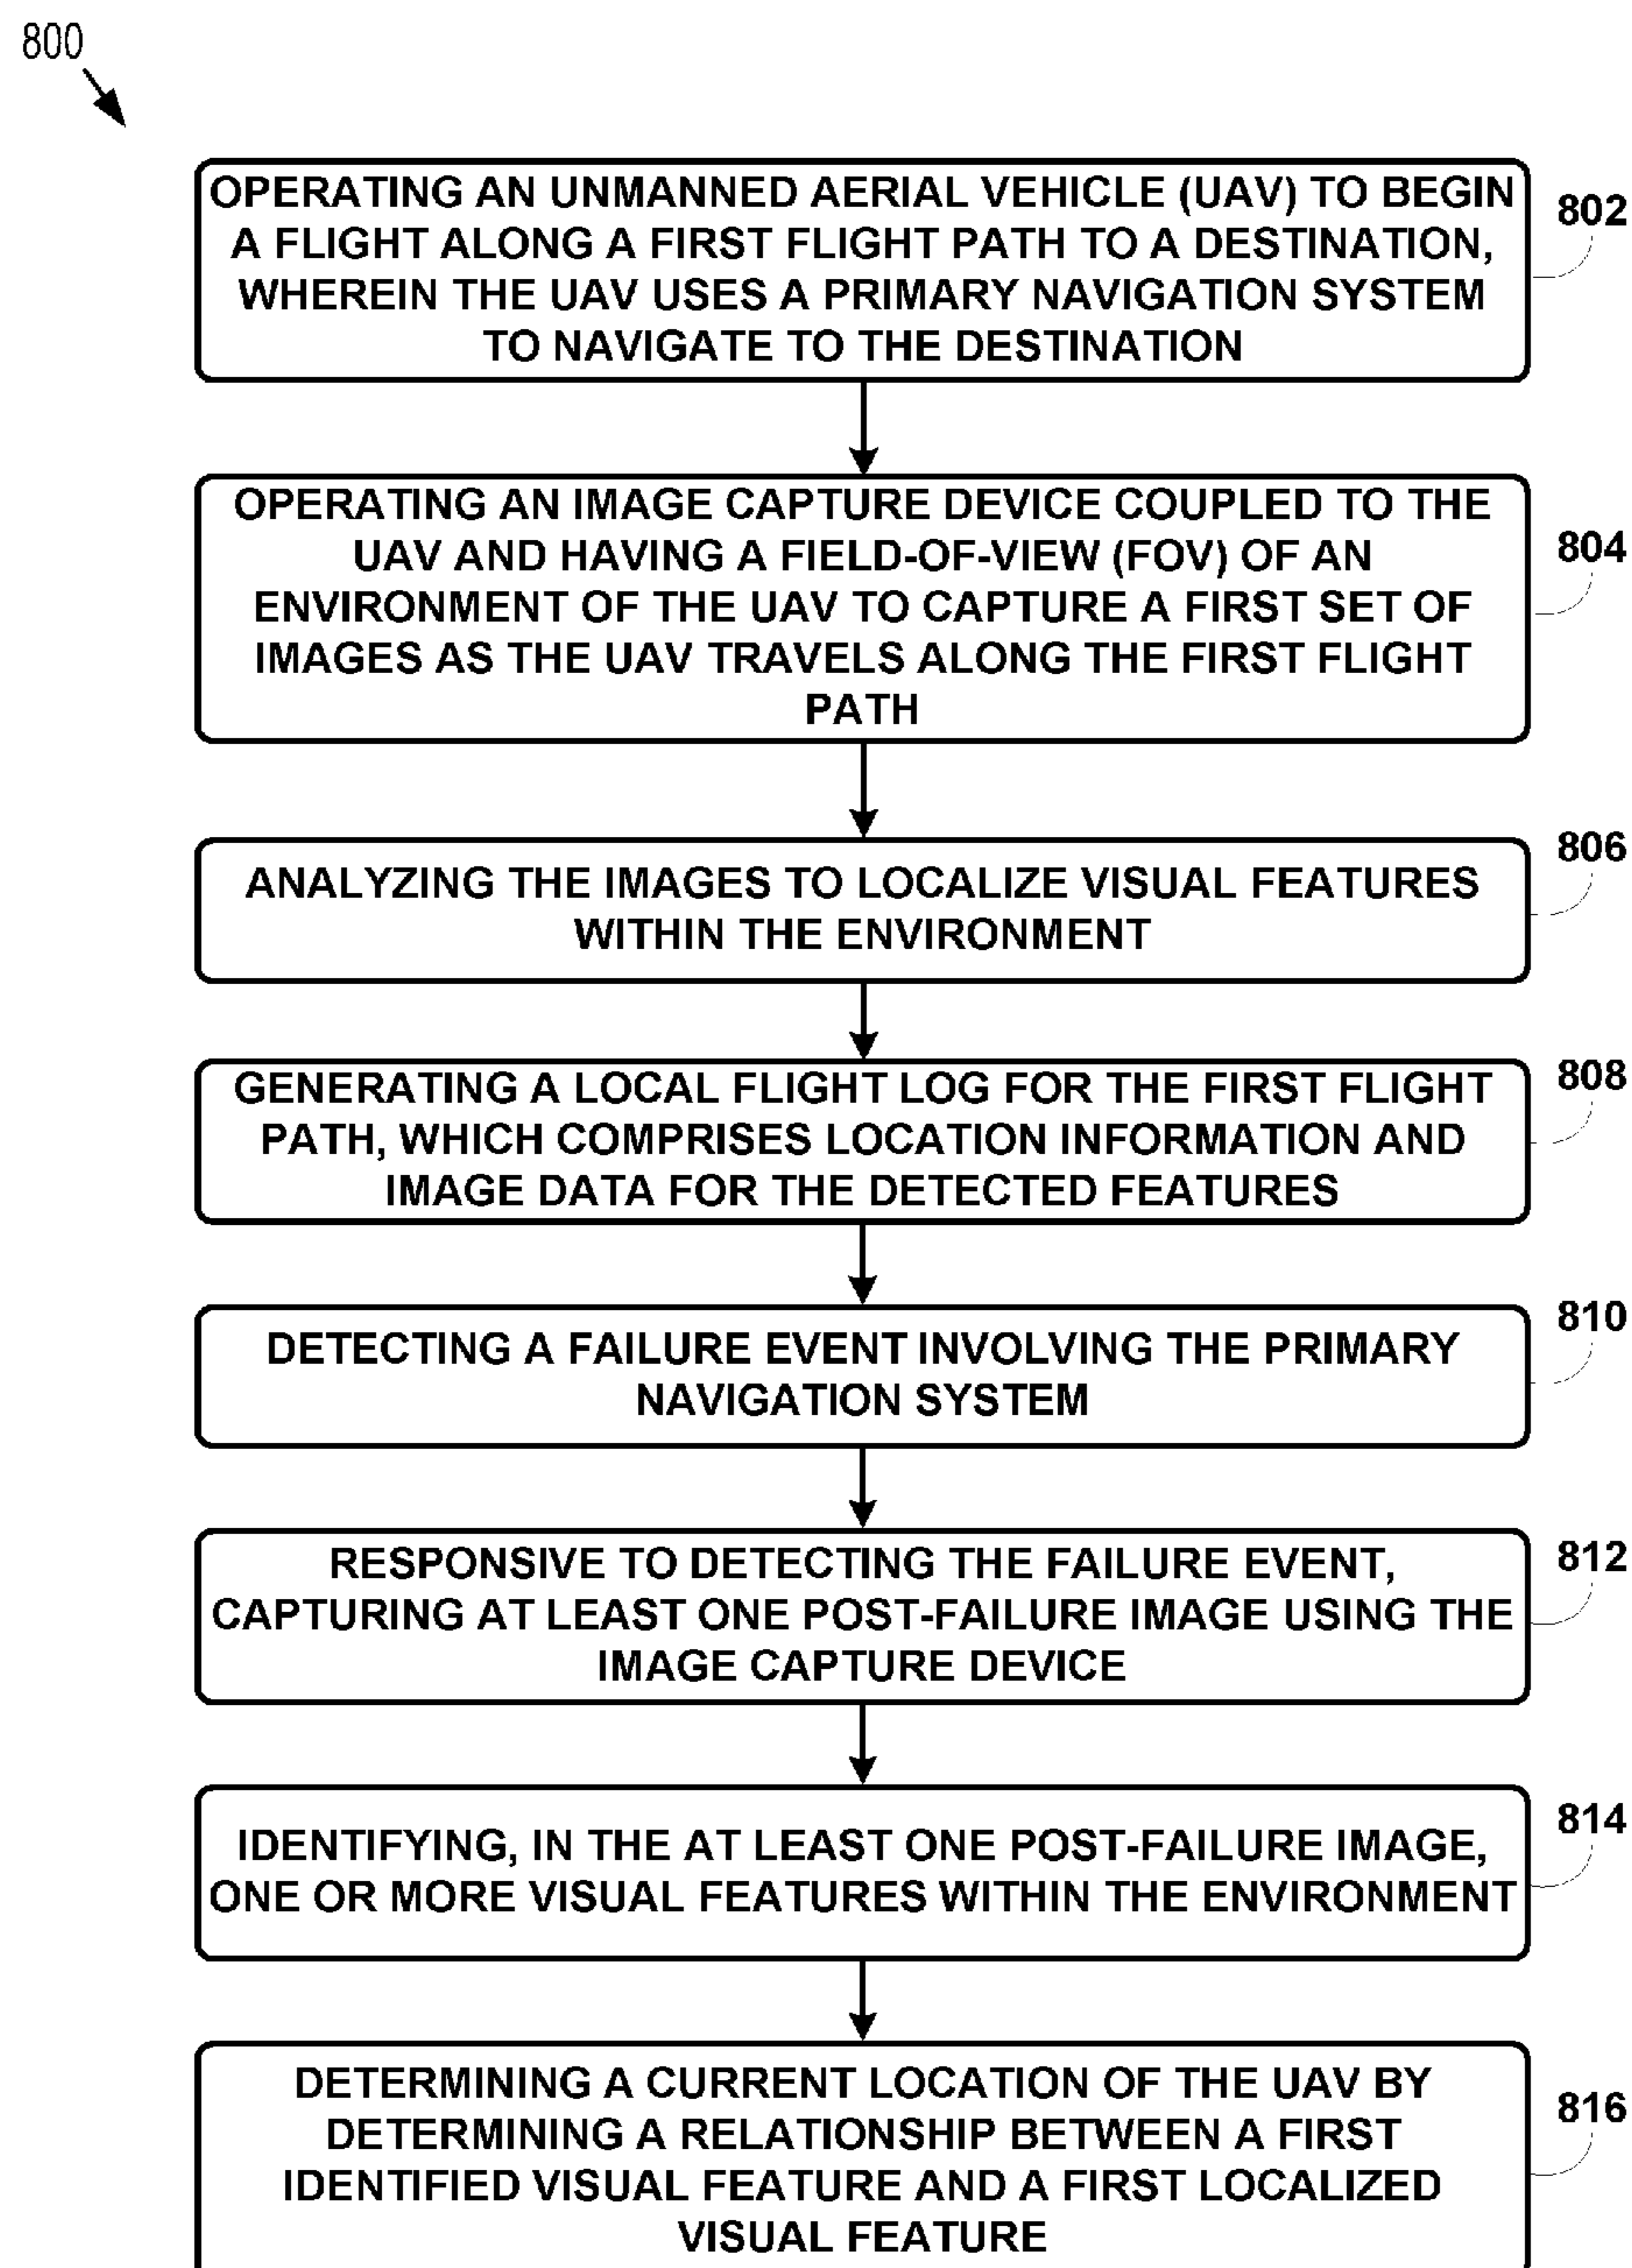 800
OPERATING AN UNMANNED AERIAL VEHICLE (UAV) TO BEGIN
A FLIGHT ALONG A FIRST FLIGHT PATH TO A DESTINATION,
WHEREIN THE UAV USES A PRIMARY NAVIGATION SYSTEM
TO NAVIGATE TO THE DESTINATION
802
OPERATING AN IMAGE CAPTURE DEVICE COUPLED TO THE
UAV AND HAVING A FIELD-OF-VIEW (FOV) OF AN
ENVIRONMENT OF THE UAV TO CAPTURE A FIRST SET OF
IMAGES AS THE UAV TRAVELS ALONG THE FIRST FLIGHT
PATH
804
ANALYZING THE IMAGES TO LOCALIZE VISUAL FEATURES
WITHIN THE ENVIRONMENT
806
GENERATING A LOCAL FLIGHT LOG FOR THE FIRST FLIGHT
PATH, WHICH COMPRISES LOCATION INFORMATION AND
IMAGE DATA FOR THE DETECTED FEATURES
808
DETECTING A FAILURE EVENT INVOLVING THE PRIMARY
NAVIGATION SYSTEM
810
RESPONSIVE TO DETECTING THE FAILURE EVENT,
CAPTURING AT LEAST ONE POST-FAILURE IMAGE USING THE
IMAGE CAPTURE DEVICE
812
IDENTIFYING, IN THE AT LEAST ONE POST-FAILURE IMAGE,
ONE OR MORE VISUAL FEATURES WITHIN THE ENVIRONMENT
814
DETERMINING A CURRENT LOCATION OF THE UAV BY
DETERMINING A RELATIONSHIP BETWEEN A FIRST
IDENTIFIED VISUAL FEATURE AND A FIRST LOCALIZED
VISUAL FEATURE
816